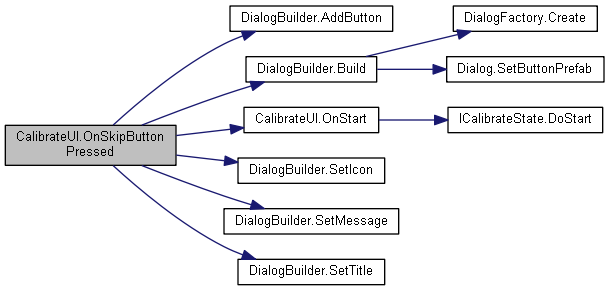 CalibrateUI.OnSkipButton
Pressed
DialogBuilder.AddButton
DialogBuilder.Build
DialogFactory.Create
Dialog.SetButtonPrefab
CalibrateUI.OnStart
ICalibrateState.DoStart
DialogBuilder.SetIcon
DialogBuilder.SetMessage
DialogBuilder.SetTitle